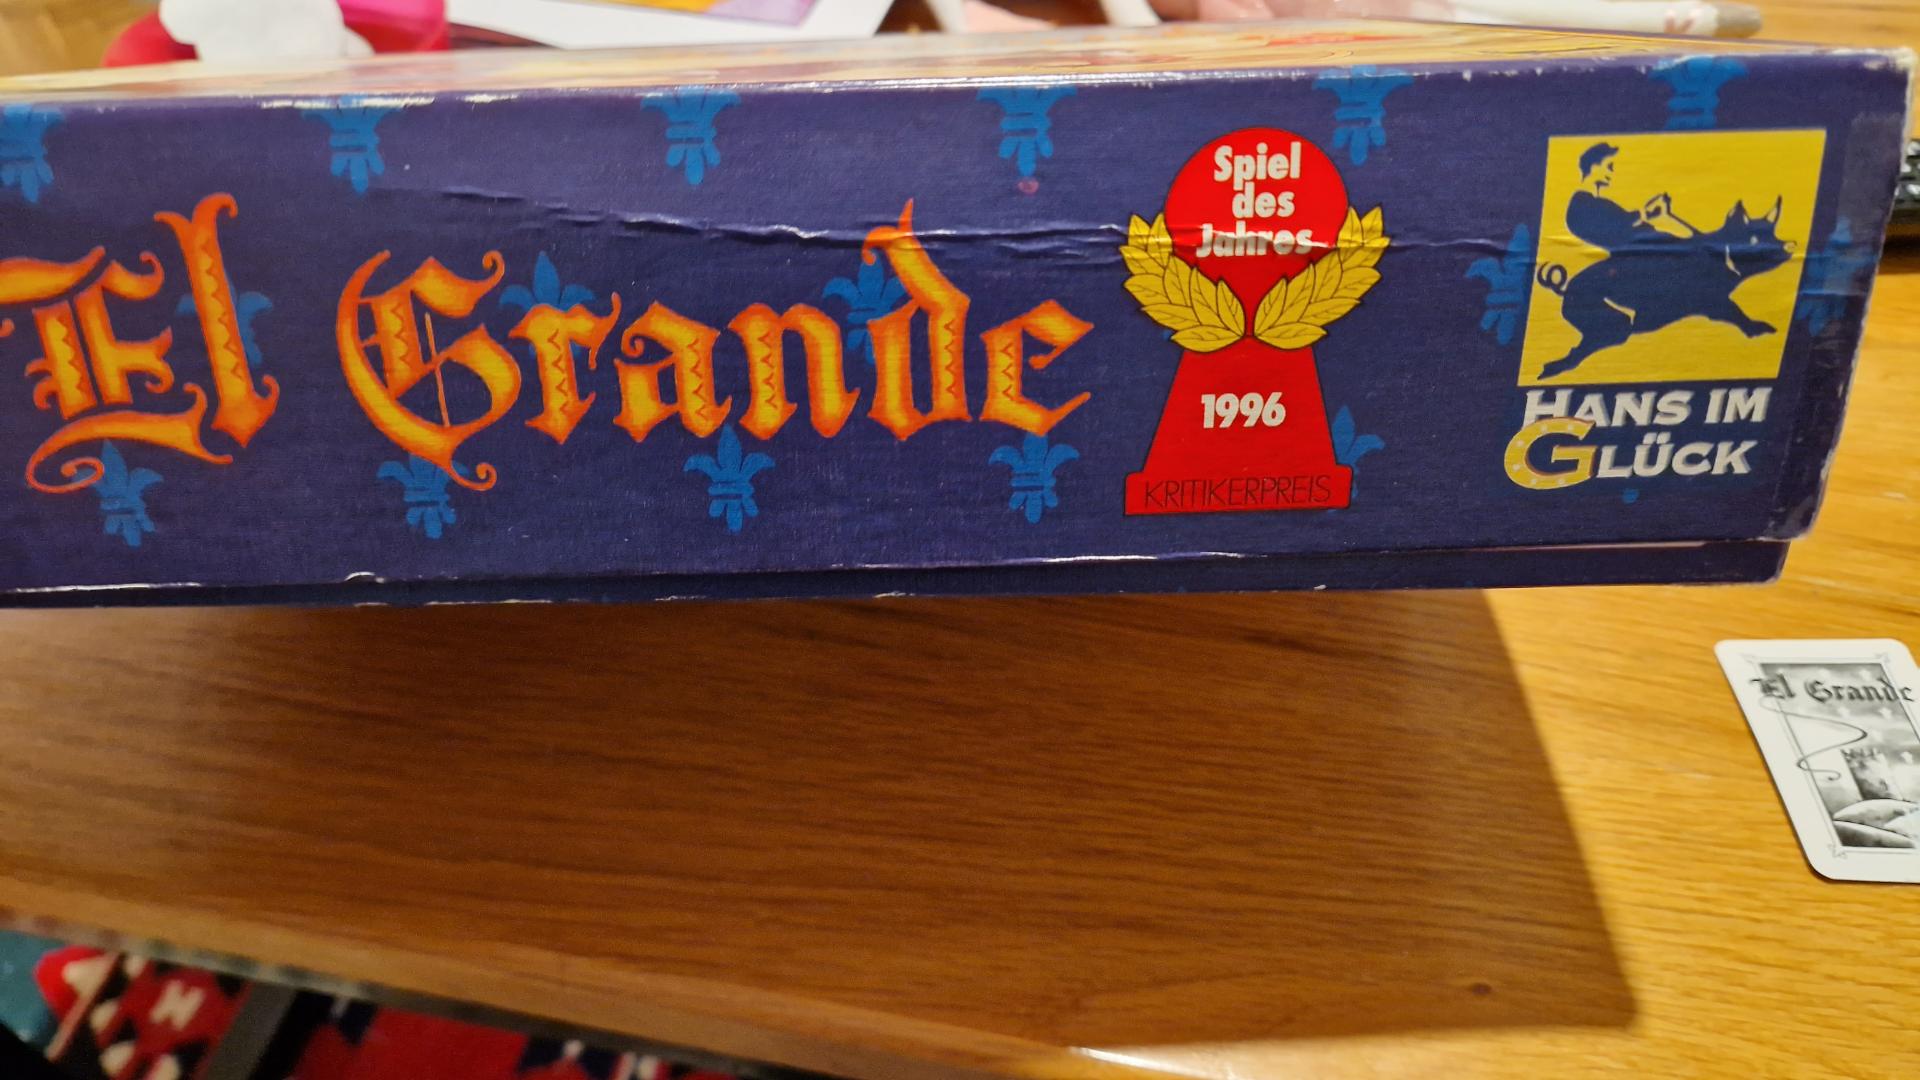 El Grande
Spiel
des
Jahres
1996
KRITIKERPREIS
HANS IM
GLÜCK
El Grande